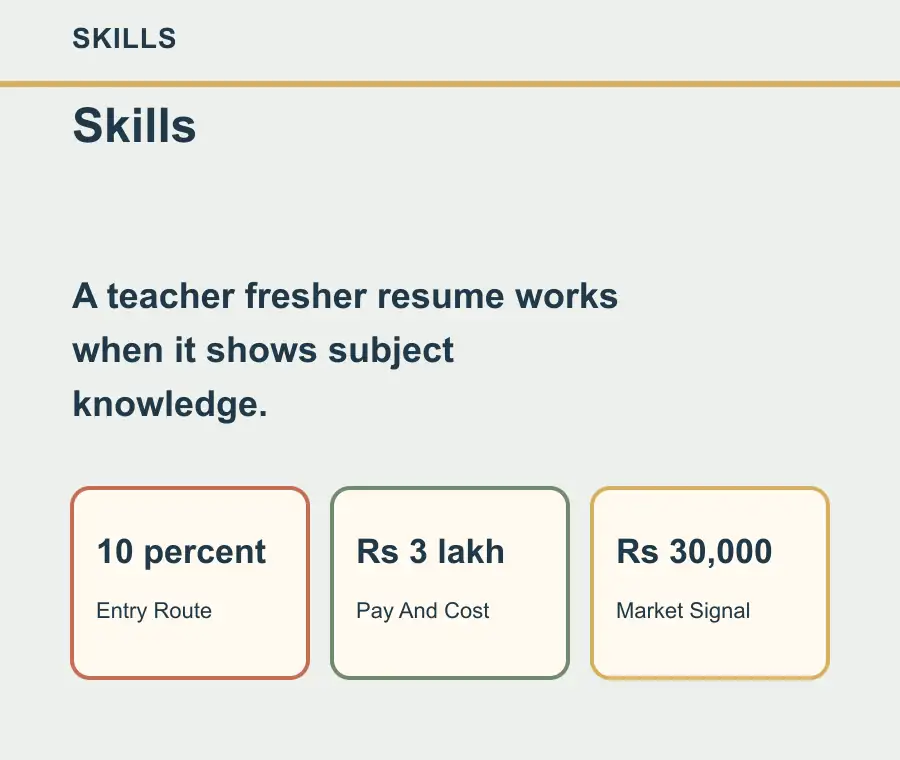 SKILLS
Skills
A teacher fresher resume works
when it shows subject
knowledge.
10 percent
Entry Route
Rs 3 lakh
Pay And Cost
Rs 30,000
Market Signal